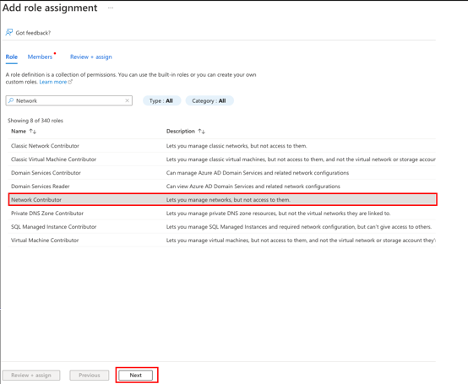 Add role assignment ...
Got feedback?
Role Members Review + assign
A role definition is a collection of permissions. You can use the built-in roles or you can create your own
custom roles. Learn more
Network Type : All Category : All
Showing 8 of 340 roles
Name Description
Classic Network Contributor Lets you manage classic networks, but not access to them.
Classic Virtual Machine Contributor Lets you manage classic virtual machines, but not access to them, and not the virtual network or storage accour
Domain Services Contributor Can manage Azure AD Domain Services and related network configurations
Domain Services Reader Can view Azure AD Domain Services and related network configurations
Network Contributor Lets you manage networks, but not access to them.
Private DNS Zone Contributor Lets you manage private DNS zone resources, but not the virtual networks they are linked to.
SQL Managed Instance Contributor Lets you manage SQL Managed Instances and required network configuration, but can't give access to others.
Virtual Machine Contributor Lets you manage virtual machines, but not access to them, and not the virtual network or storage account they'
Review + assign Previous Next